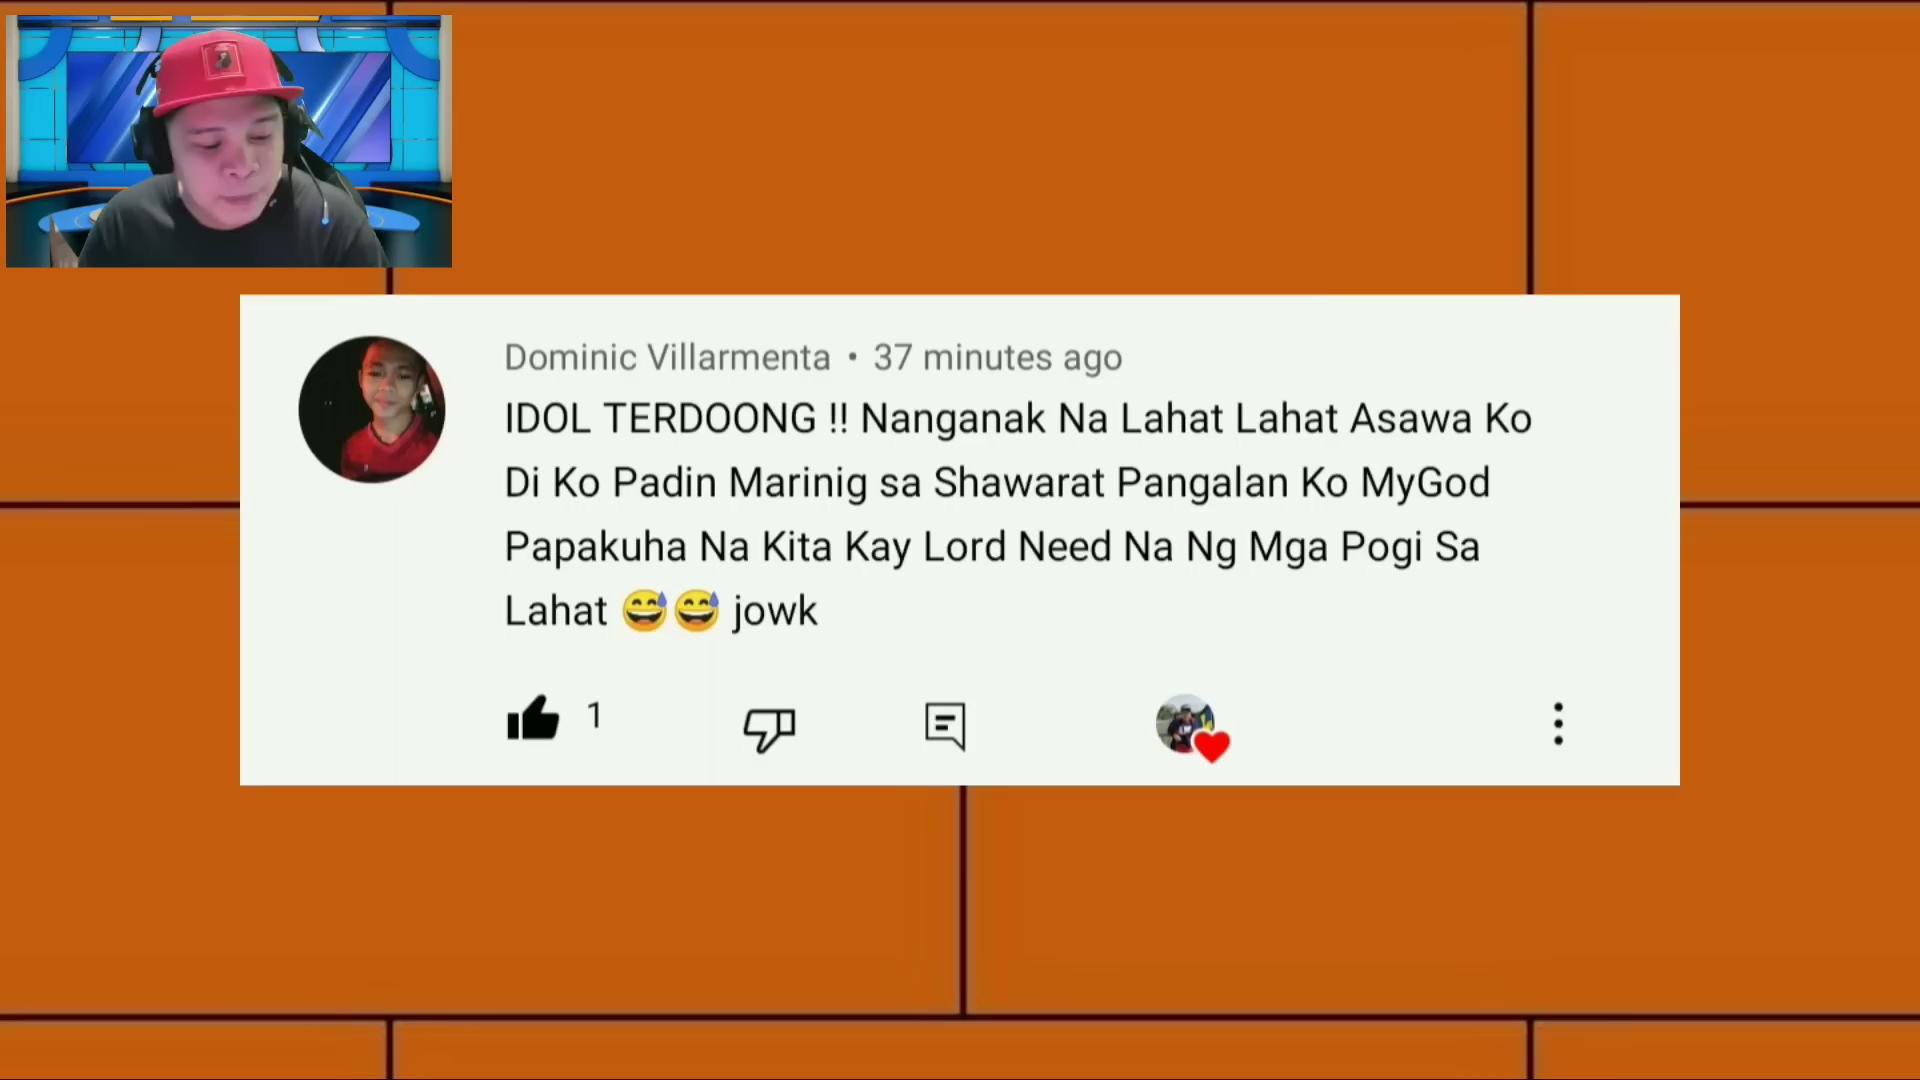 Dominic Villarmenta • 37 minutes ago
IDOL TERDOONG !! Nanganak Na Lahat Lahat Asawa Ko
Di Ko Padin Marinig sa Shawarat Pangalan Ko MyGod
Papakuha Na Kita Kay Lord Need Na Ng Mga Pogi Sa
Lahat 😅😅 jowk
1